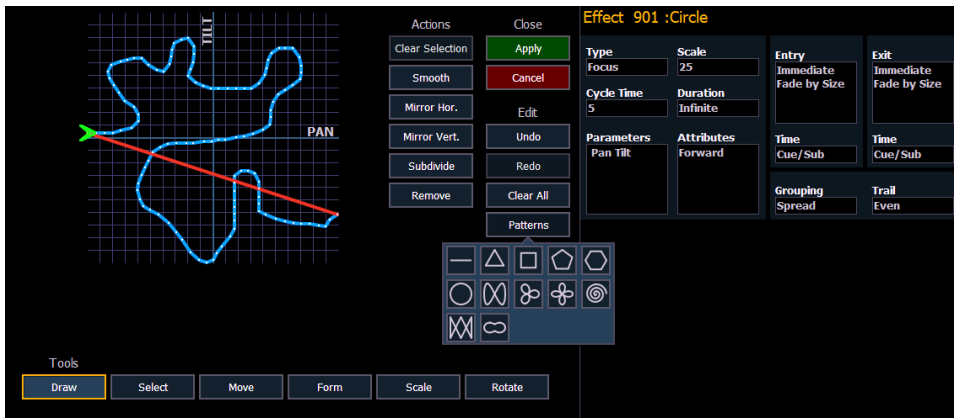 TILT
PAN
Actions
Close
Clear Selection
Apply
Smooth
Cancel
Mirror Hor.
Edit
Mirror Vert.
Undo
Subdivide
Redo
Remove
Clear All
Patterns
Tools
Draw
Select
Move
Form
Scale
Rotate
Effect 901 :Circle
Type
Scale
Focus
25
Cycle Time
Duration
5
Infinite
Parameters
Attributes
Pan Tilt
Forward
Entry
Exit
Immediate
Fade by Size
Immediate
Fade by Size
Time
Time
Cue/Sub
Cue/Sub
Grouping
Trail
Spread
Even